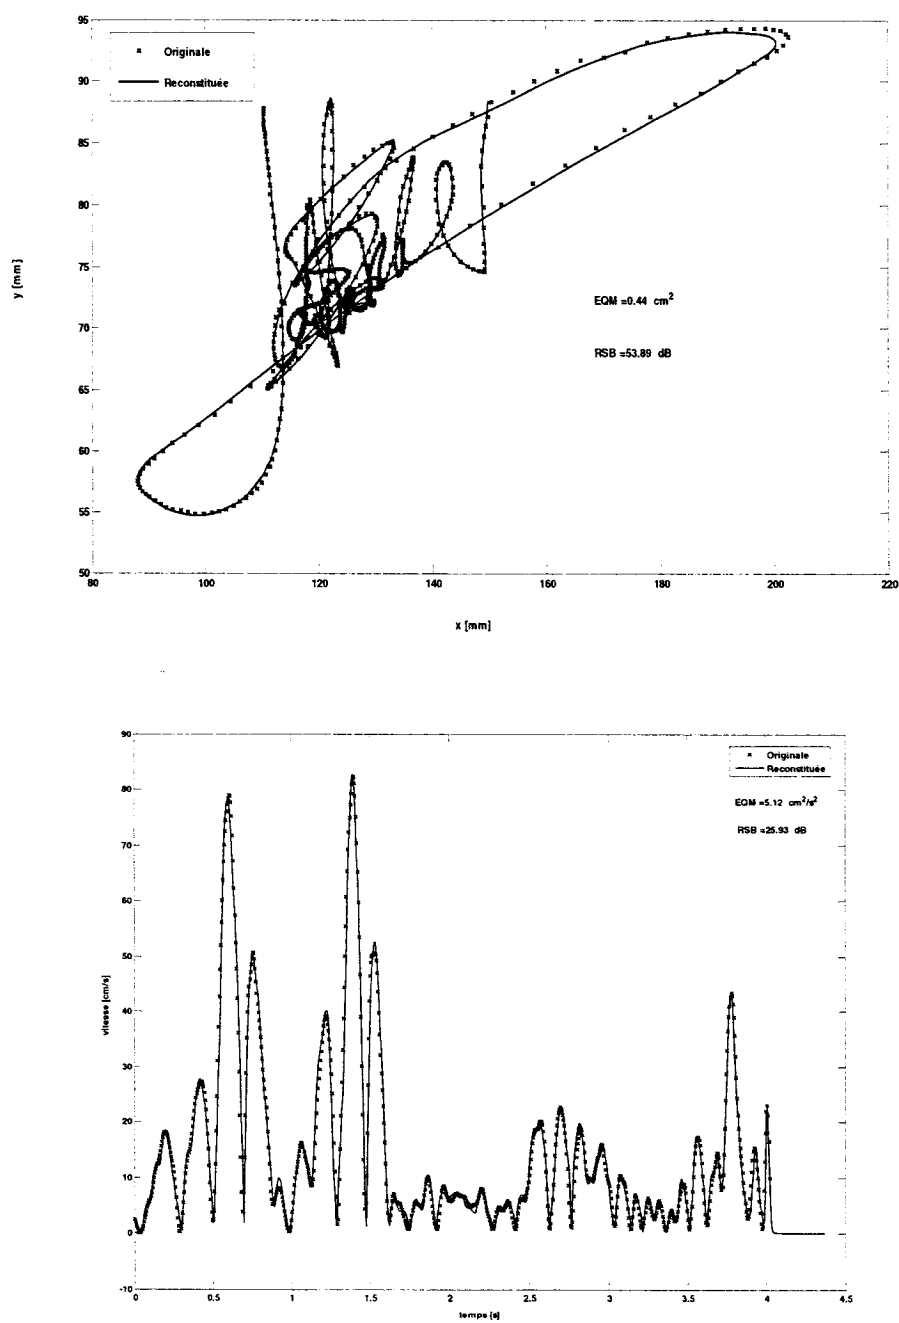 95
90
85
80
75
70
65
60
55
50
y [mm]
Originale
Reconstituée
EQM =0.44 cm²
RSB =53.89 dB
80 100 120 140 160 180 200 220
x [mm]
90
80
70
60
50
40
30
20
10
0
-10
vitesse [cm/s]
Originale
Reconstituée
EQM =5.12 cm²/s²
RSB =25.93 dB
0 0.5 1 1.5 2 2.5 3 3.5 4 4.5
temps [s]